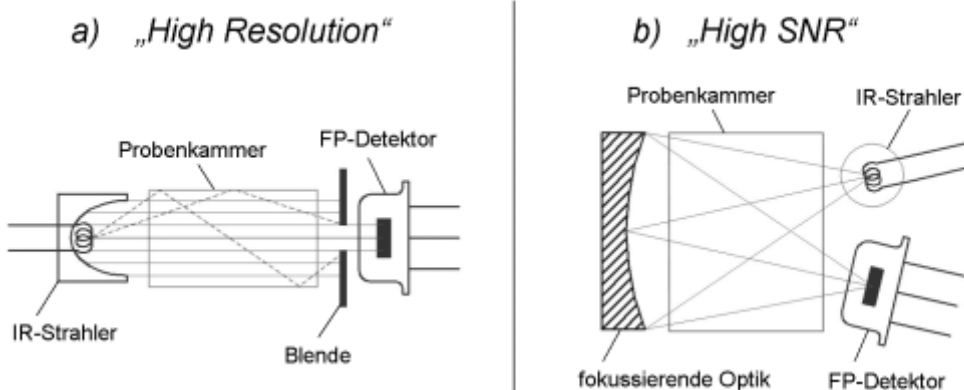 a) „High Resolution“
FP-Detektor
Probenkammer
IR-Strahler
Blende
b) „High SNR“
Probenkammer
IR-Strahler
fokussierende Optik
FP-Detektor